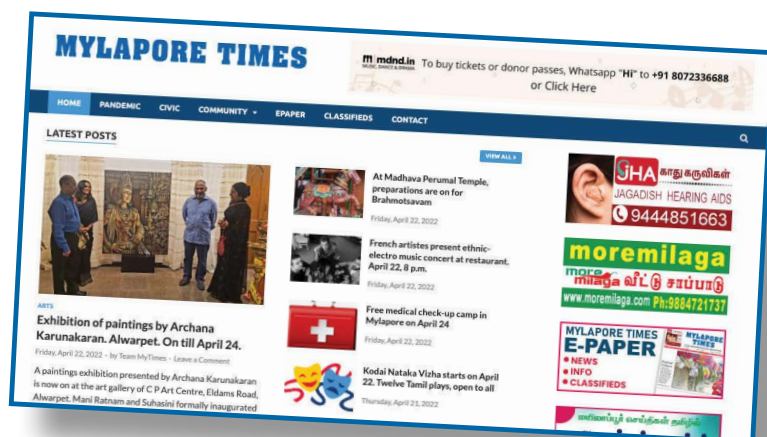 MYLAPORE TIMES
mdnd.in
MUSIC, DANCE & DRAMA
To buy tickets or donor passes, Whatsapp "Hi" to +91 8072336688
or Click Here
HOME PANDEMIC CIVIC COMMUNITY EPAPER CLASSIFIEDS CONTACT
LATEST POSTS
VIEW ALL >
Exhibition of paintings by Archana
Karunakaran. Alwarpet. On till April 24.
ARTS
Friday, April 22, 2022 - by Team MyTimes - Leave a Comment
A paintings exhibition presented by Archana Karunakaran
is now on at the art gallery of C P Art Centre, Eldams Road,
Alwarpet. Mani Ratnam and Suhasini formally inaugurated
At Madhava Perumal Temple,
preparations are on for
Brahmotsavam
Friday, April 22, 2022
French artistes present ethnic-
electro music concert at restaurant.
April 22, 8 p.m.
Friday, April 22, 2022
Free medical check-up camp in
Mylapore on April 24
Friday, April 22, 2022
Kodai Nataka Vizha starts on April
22. Twelve Tamil plays, open to all
Thursday, April 21, 2022
JHA காது கருவிகள்
JAGADISH HEARING AIDS
9444851663
moremilaga
more
milaga வீட்டு சாப்பாடு
www.moremilaga.com Ph:9884721737
MYLAPORE TIMES
E-PAPER
NEWS
INFO
CLASSIFIEDS
MYLAPORE
TIMES
மயிலாப்பூர் செய்திகள் தமிழில்